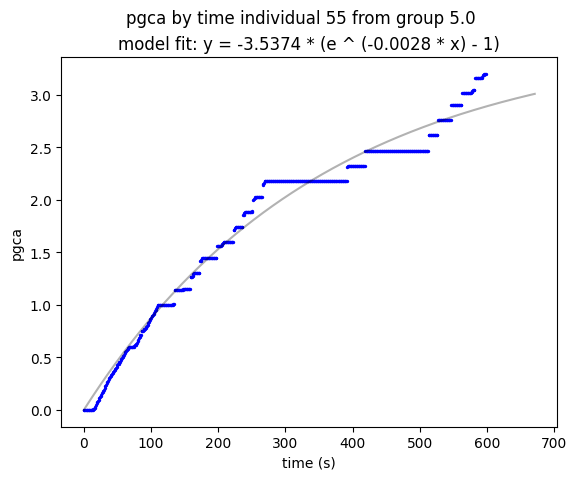 pgca by time individual 55 from group 5.0
model fit: y = -3.5374 * (e ^ (-0.0028 * x) - 1)
3.0
2.5
2.0
1.5
1.0
0.5
0.0
pgca
0 100 200 300 400 500 600 700
time (s)